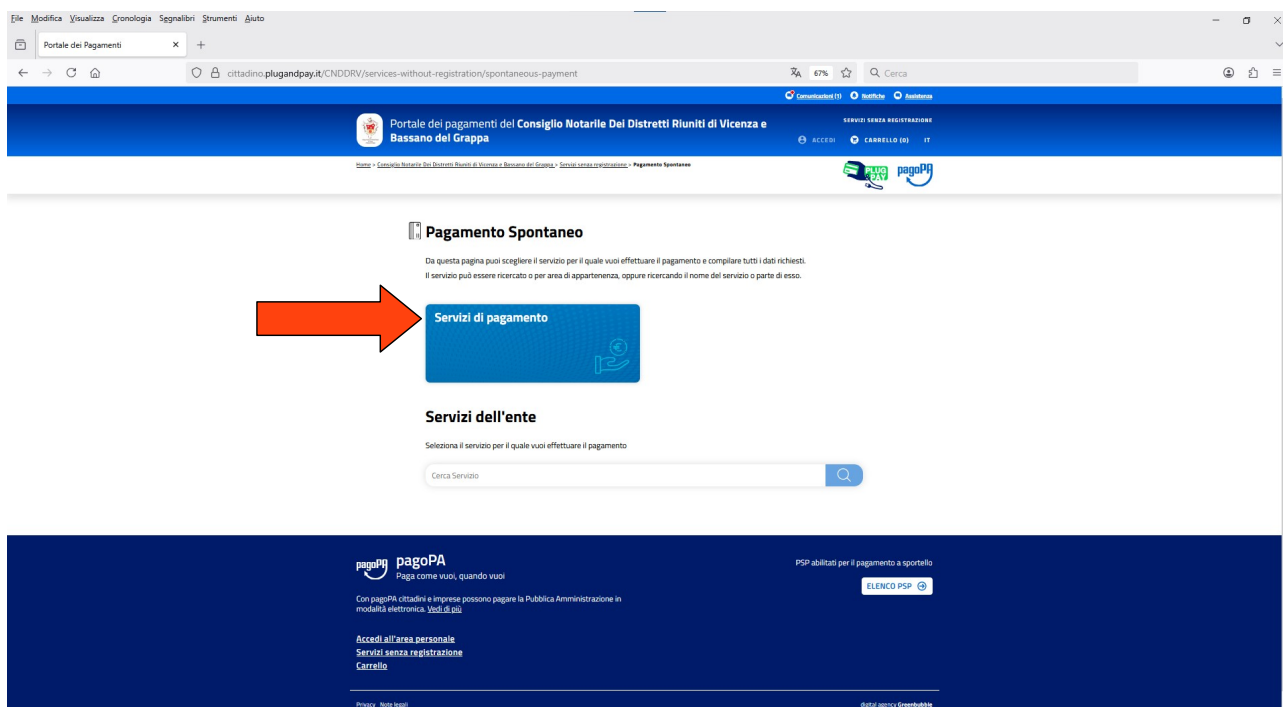 File Modifica Visualizza Cronologia Segnalibri Strumenti Aiuto
Portale dei Pagamenti
cittadino.plugandpay.it/CNDDRV/services-without-registration/spontaneous-payment
67%
Cerca
Comunicazioni (1) Notifiche Assistenza
Portale dei pagamenti del Consiglio Notarile Dei Distretti Riuniti di Vicenza e
Bassano del Grappa
SERVIZI SENZA REGISTRAZIONE
ACCEDI CARRELLO (0) IT
Home > Consiglio Notarile Dei Distretti Riuniti di Vicenza e Bassano del Grappa > Servizi senza registrazione > Pagamento Spontaneo
PLUG & PAY
pagoPA
Pagamento Spontaneo
Da questa pagina puoi scegliere il servizio per il quale vuoi effettuare il pagamento e compilare tutti i dati richiesti.
Il servizio può essere ricercato o per area di appartenenza, oppure ricercando il nome del servizio o parte di esso.
Servizi di pagamento
Servizi dell'ente
Seleziona il servizio per il quale vuoi effettuare il pagamento
Cerca Servizio
pagoPA
pagoPA
Paga come vuoi, quando vuoi
PSP abilitati per il pagamento a sportello
ELENCO PSP
Con pagoPA cittadini e imprese possono pagare la Pubblica Amministrazione in
modalità elettronica. Vedi di più
Accedi all'area personale
Servizi senza registrazione
Carrello
Privacy Note legali
digital agency Greenbubble